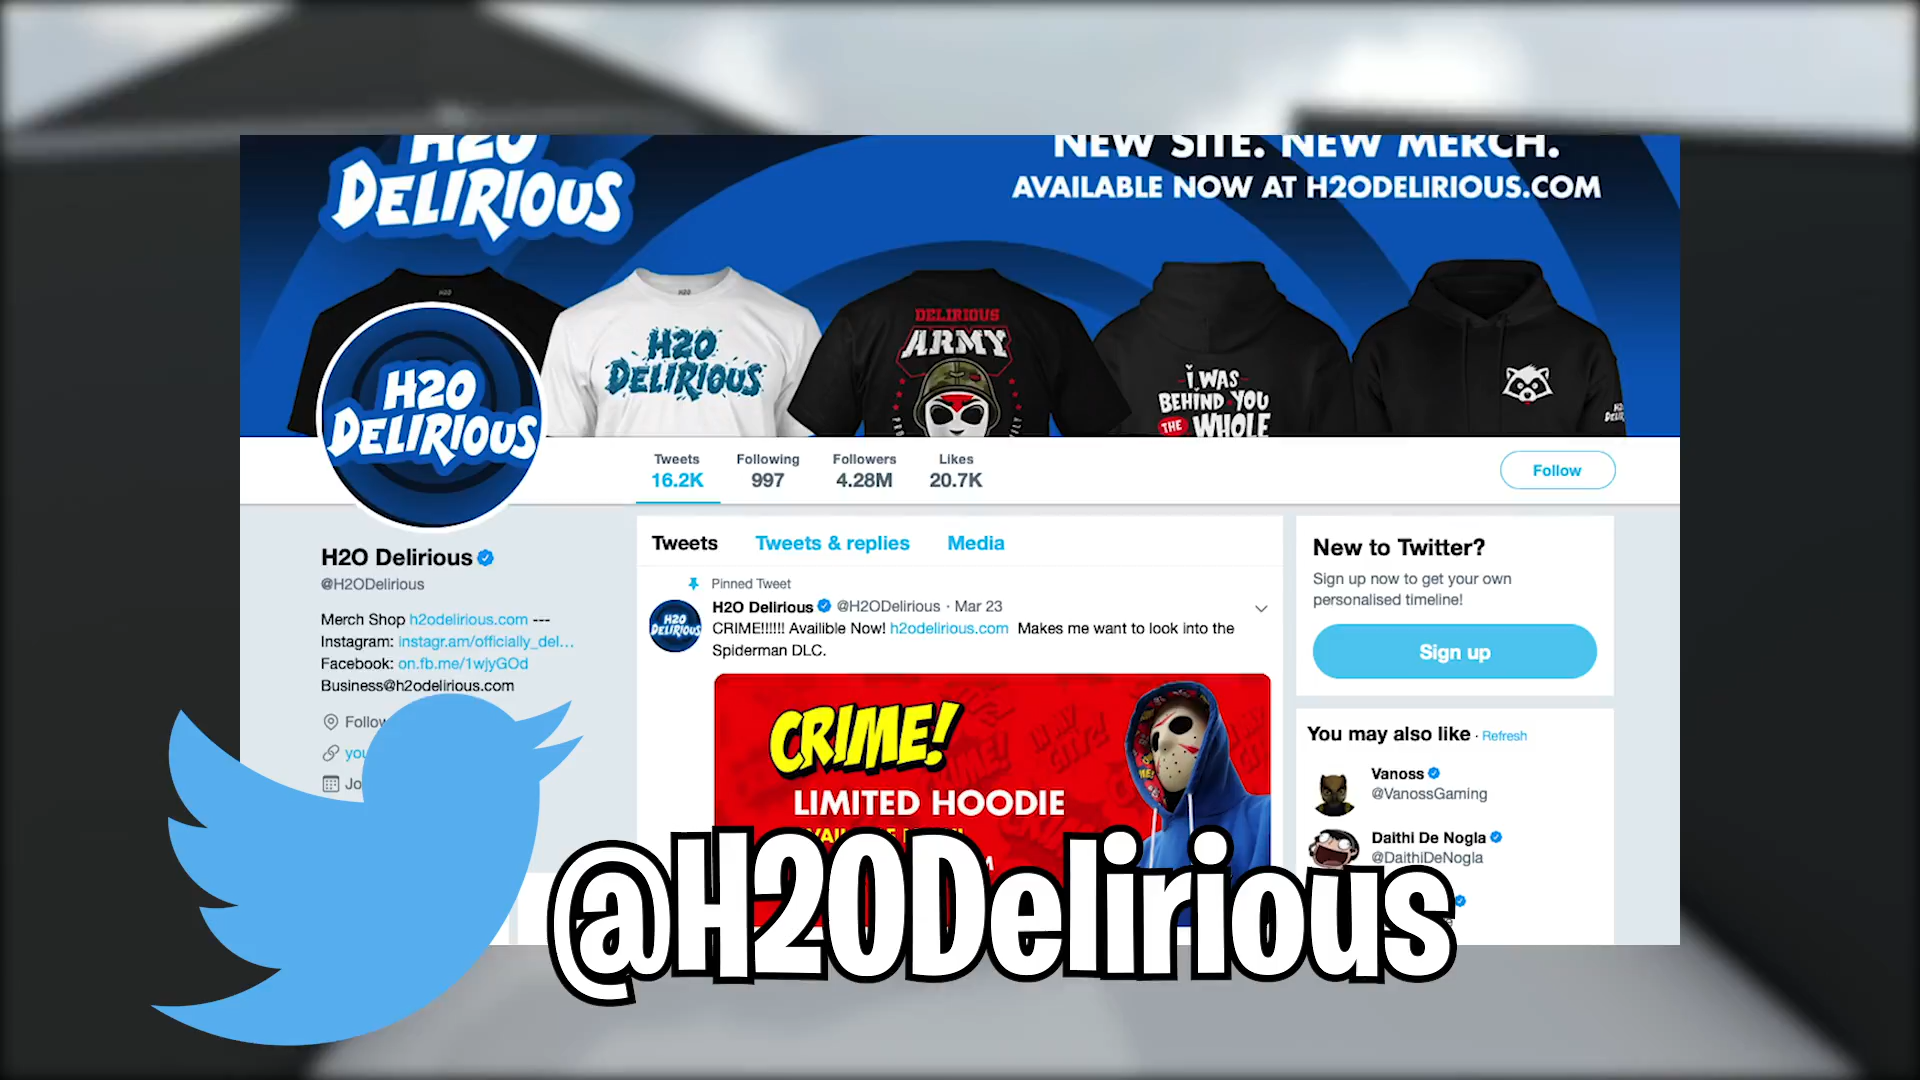 H2O
DELIRIOUS
NEW SITE. NEW MERCH.
AVAILABLE NOW AT H2ODELIRIOUS.COM
H2O
H2O
H2O
DELIRIOUS
DELIRIOUS
ARMY
I WAS
BEHIND YOU
THE WHOLE
H2O
DELIRIOUS
Tweets
16.2K
Following
997
Followers
4.28M
Likes
20.7K
Follow
H2O Delirious
@H2ODelirious
Merch Shop h2odelirious.com ---
Instagram: instagr.am/officially_del...
Facebook: on.fb.me/1wjyGOd
Business@h2odelirious.com
Tweets Tweets & replies Media
Pinned Tweet
H2O
DELIRIOUS
H2O Delirious @H2ODelirious · Mar 23
CRIME!!!!!! Availible Now! h2odelirious.com Makes me want to look into the
Spiderman DLC.
CRIME!
LIMITED HOODIE
New to Twitter?
Sign up now to get your own
personalised timeline!
Sign up
You may also like · Refresh
Vanoss
@VanossGaming
Daithi De Nogla
@DaithiDeNogla
@H2ODelirious